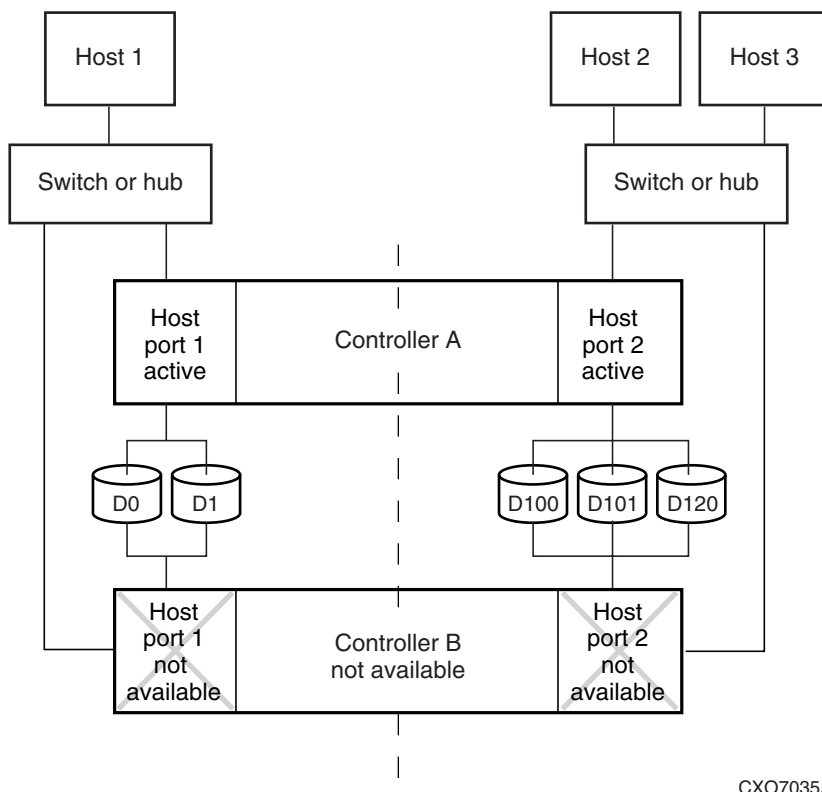 Host 1
Host 2
Host 3
Switch or hub
Switch or hub
Host
port 1
active
Controller A
Host
port 2
active
D0
D1
D100
D101
D120
Host
port 1
not
available
Controller B
not available
Host
port 2
not
available